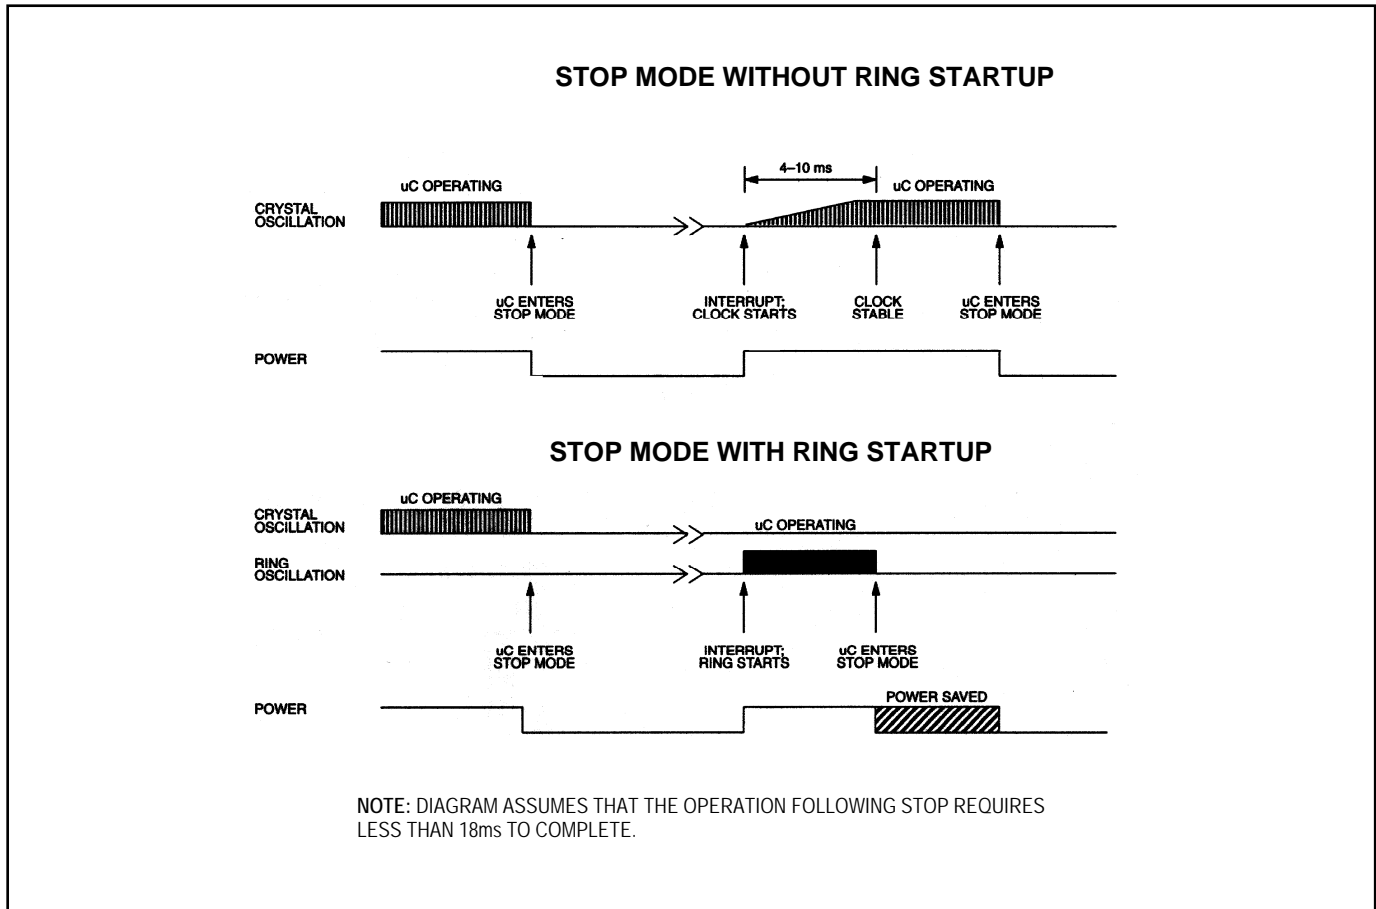 STOP MODE WITHOUT RING STARTUP
4–10 ms
uC OPERATING
uC OPERATING
CRYSTAL
OSCILLATION
uC ENTERS
STOP MODE
INTERRUPT;
CLOCK STARTS
CLOCK
STABLE
uC ENTERS
STOP MODE
POWER
STOP MODE WITH RING STARTUP
uC OPERATING
CRYSTAL
OSCILLATION
uC OPERATING
RING
OSCILLATION
uC ENTERS
STOP MODE
INTERRUPT;
RING STARTS
uC ENTERS
STOP MODE
POWER SAVED
POWER
NOTE: DIAGRAM ASSUMES THAT THE OPERATION FOLLOWING STOP REQUIRES
LESS THAN 18ms TO COMPLETE.